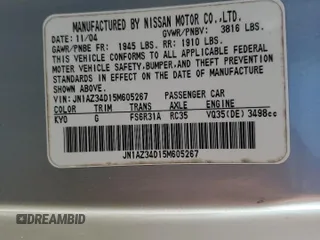 MANUFACTURED BY NISSAN MOTOR CO.,LTD.
DATE: 11/04 GVWR/PNBV: 3816 LBS.
GAWR/PNBE FR: 1945 LBS. RR: 1910 LBS.
THIS VEHICLE CONFORMS TO ALL APPLICABLE FEDERAL
MOTOR VEHICLE SAFETY, BUMPER, AND THEFT PREVENTION
STANDARDS IN EFFECT ON THE DATE OF MANUFACTURE
SHOWN ABOVE.
VIN: JN1AZ34D15M605267 PASSENGER CAR
COLOR TRIM TRANS AXLE ENGINE
KY0 G FS6R31A RC35 VQ35(DE) 3498cc
JN1AZ34D15M605267
DREAMBID